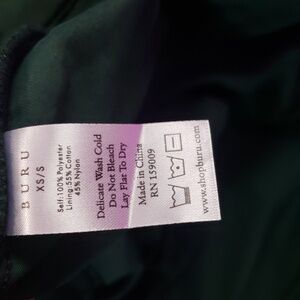 BURU
XS/S
Self:100% Polyester
Lining:55% Cotton
45% Nylon
Delicate Wash Cold
Do Not Bleach
Lay Flat To Dry
Made in China
RN 159009
www.shopburu.com